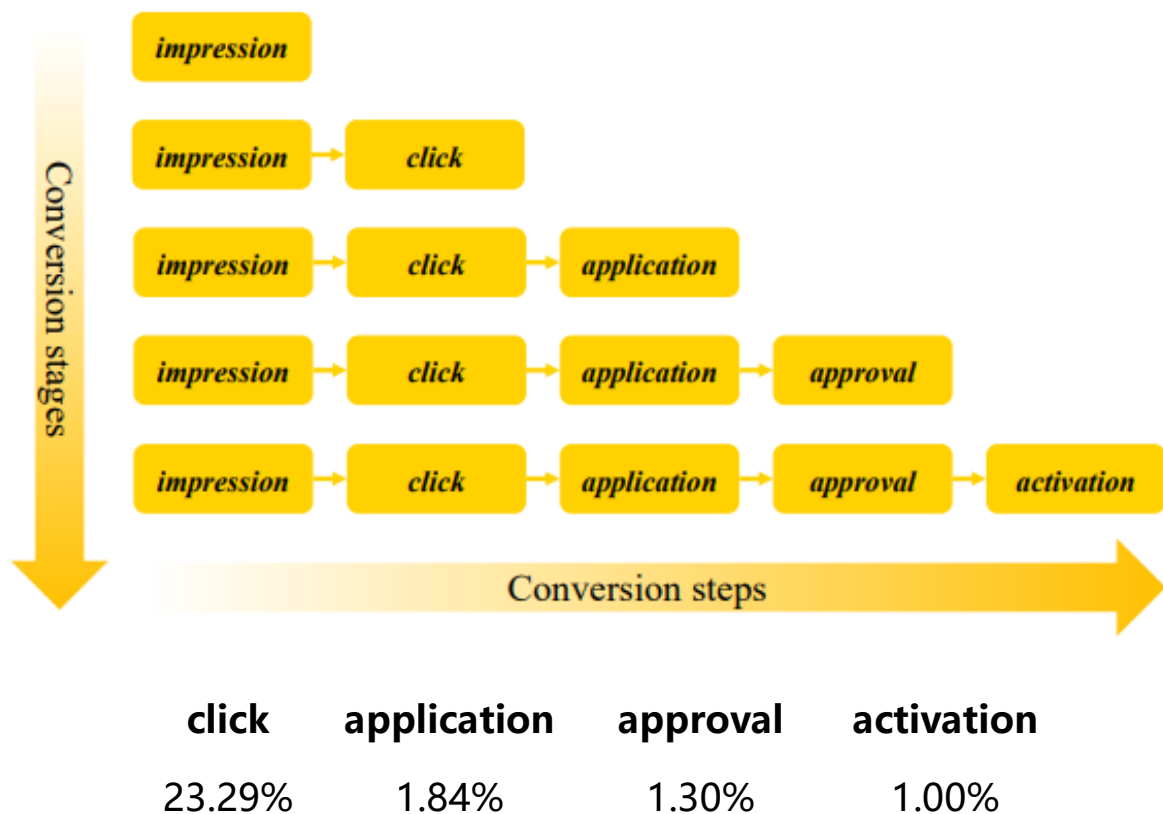 impression
impression click
impression click application
impression click application approval
impression click application approval activation
Conversion stages
Conversion steps
click application approval activation
23.29% 1.84% 1.30% 1.00%